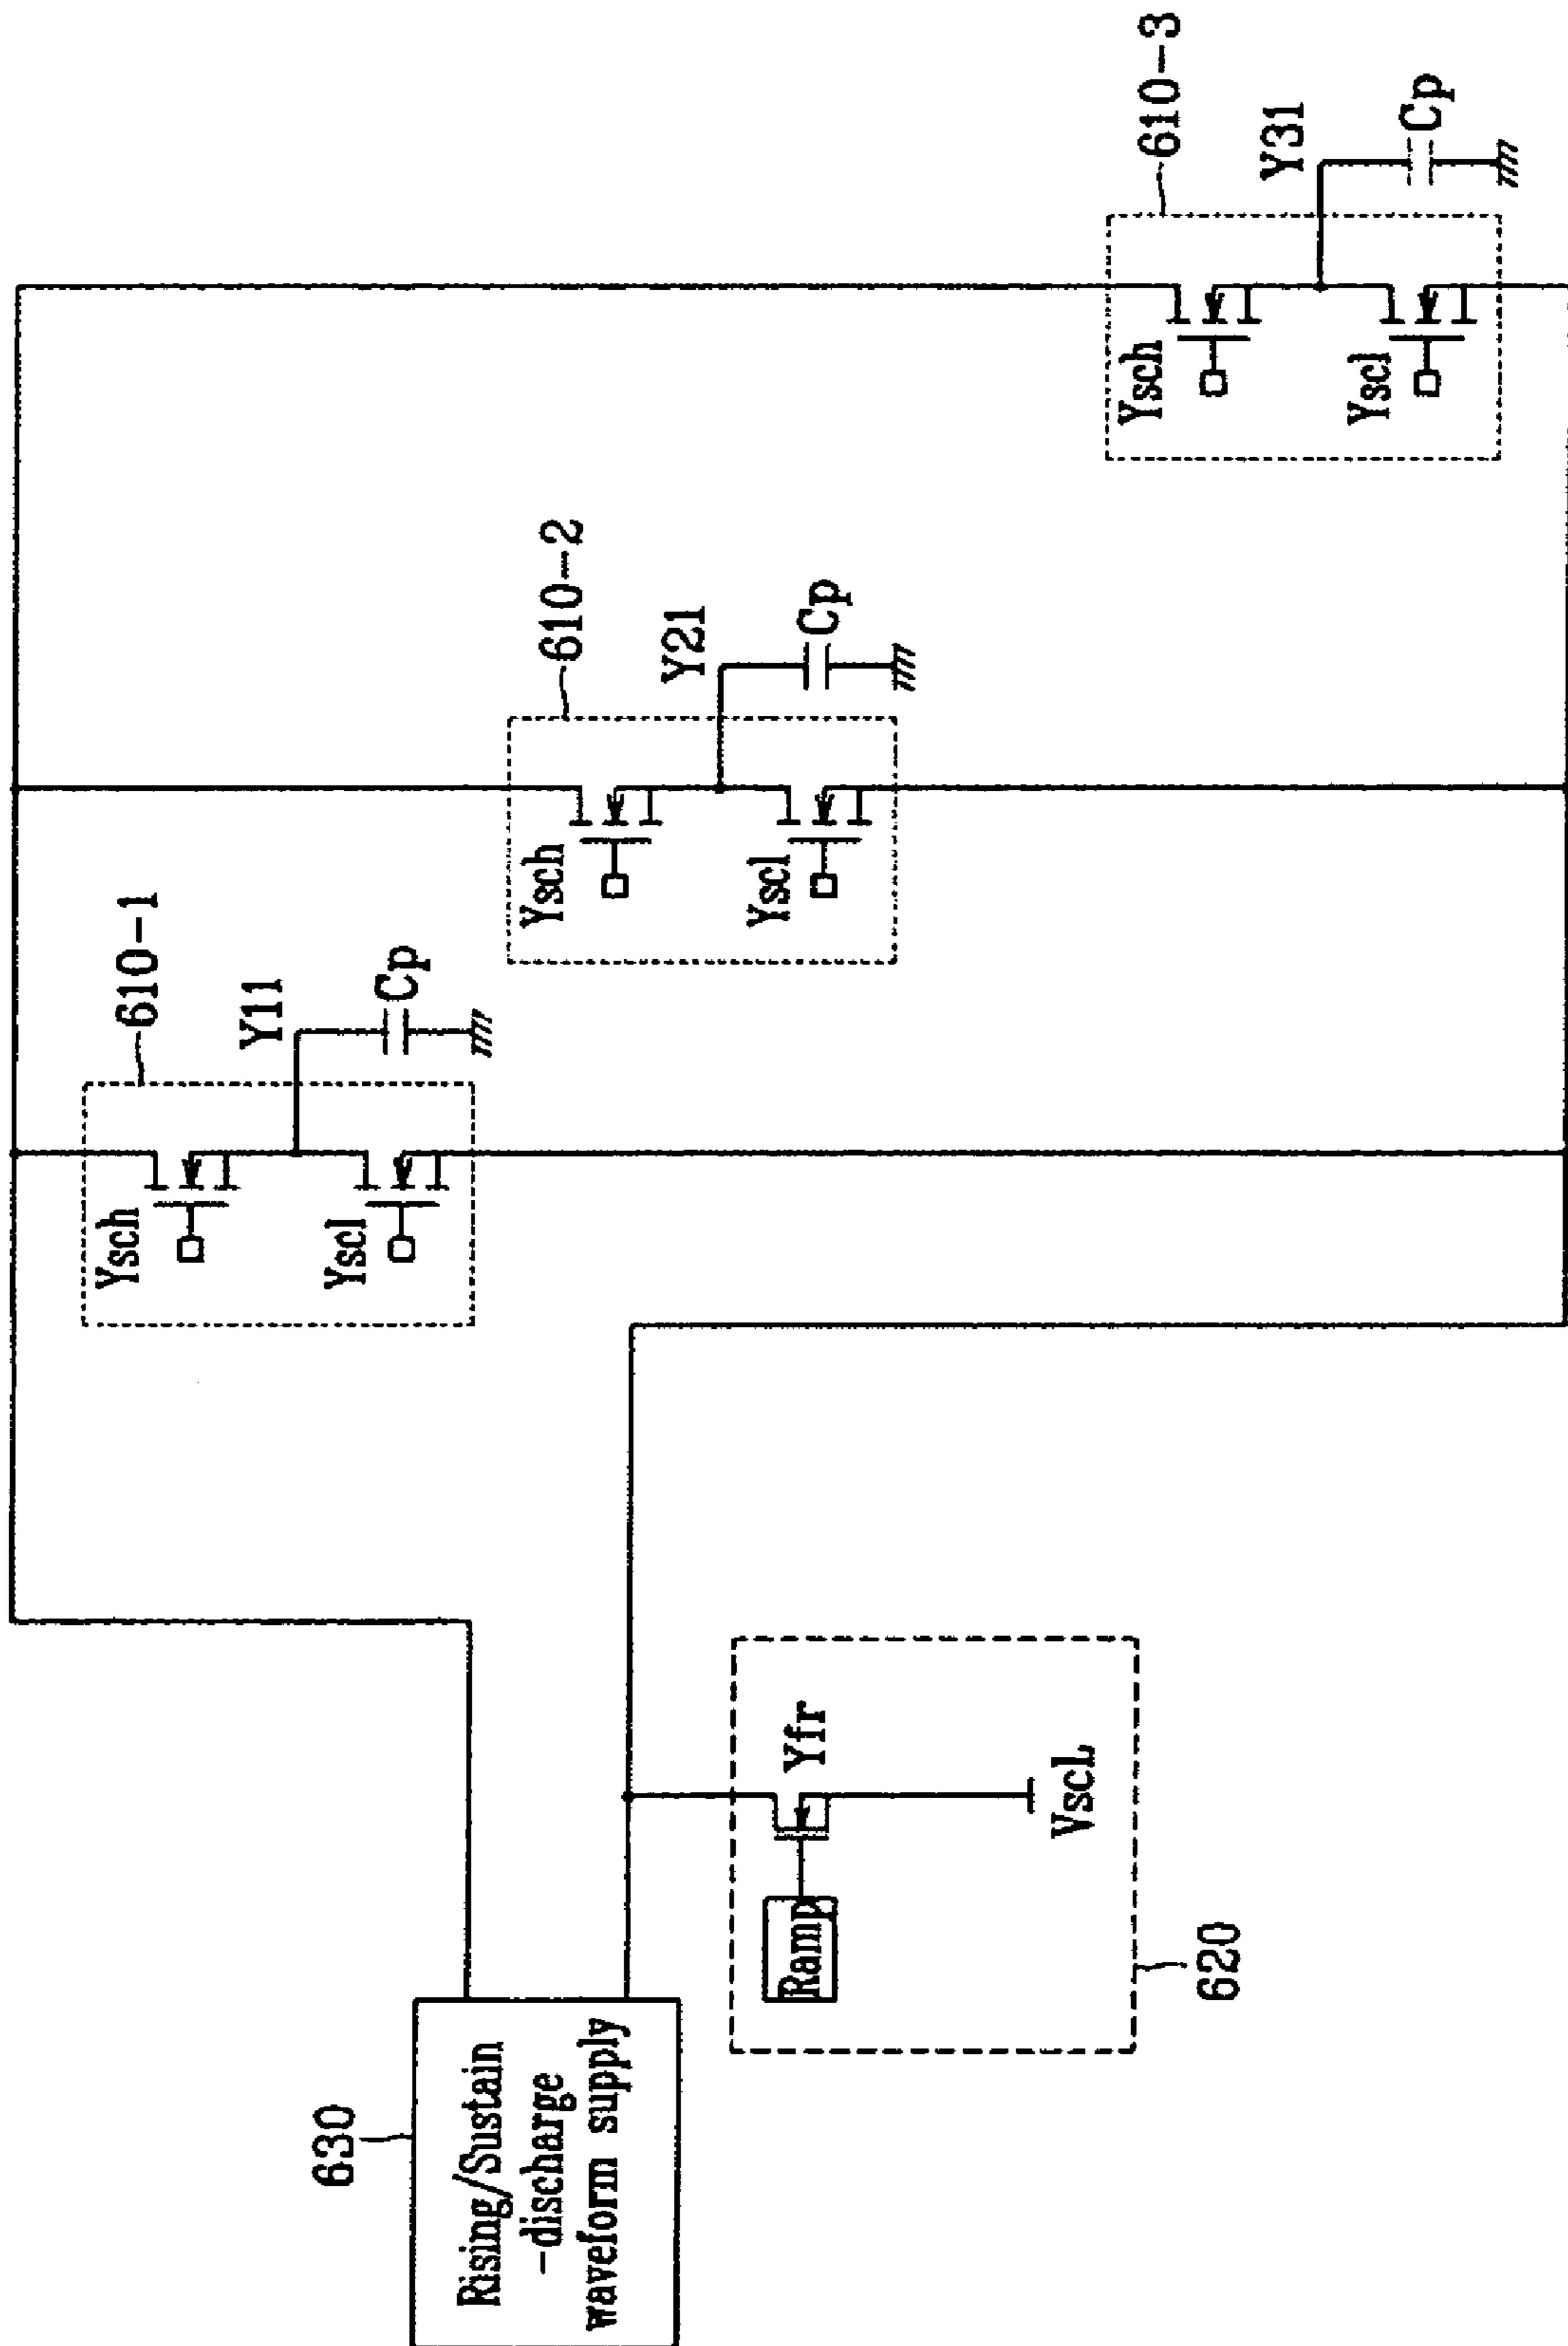 630
Rising/Sustain
-discharge
waveform supply
Ramp
Yfr
VscL
620
610-1
Ysch
Yscl
Y11
Cp
610-2
Ysch
Yscl
Y21
Cp
610-3
Ysch
Yscl
Y31
Cp